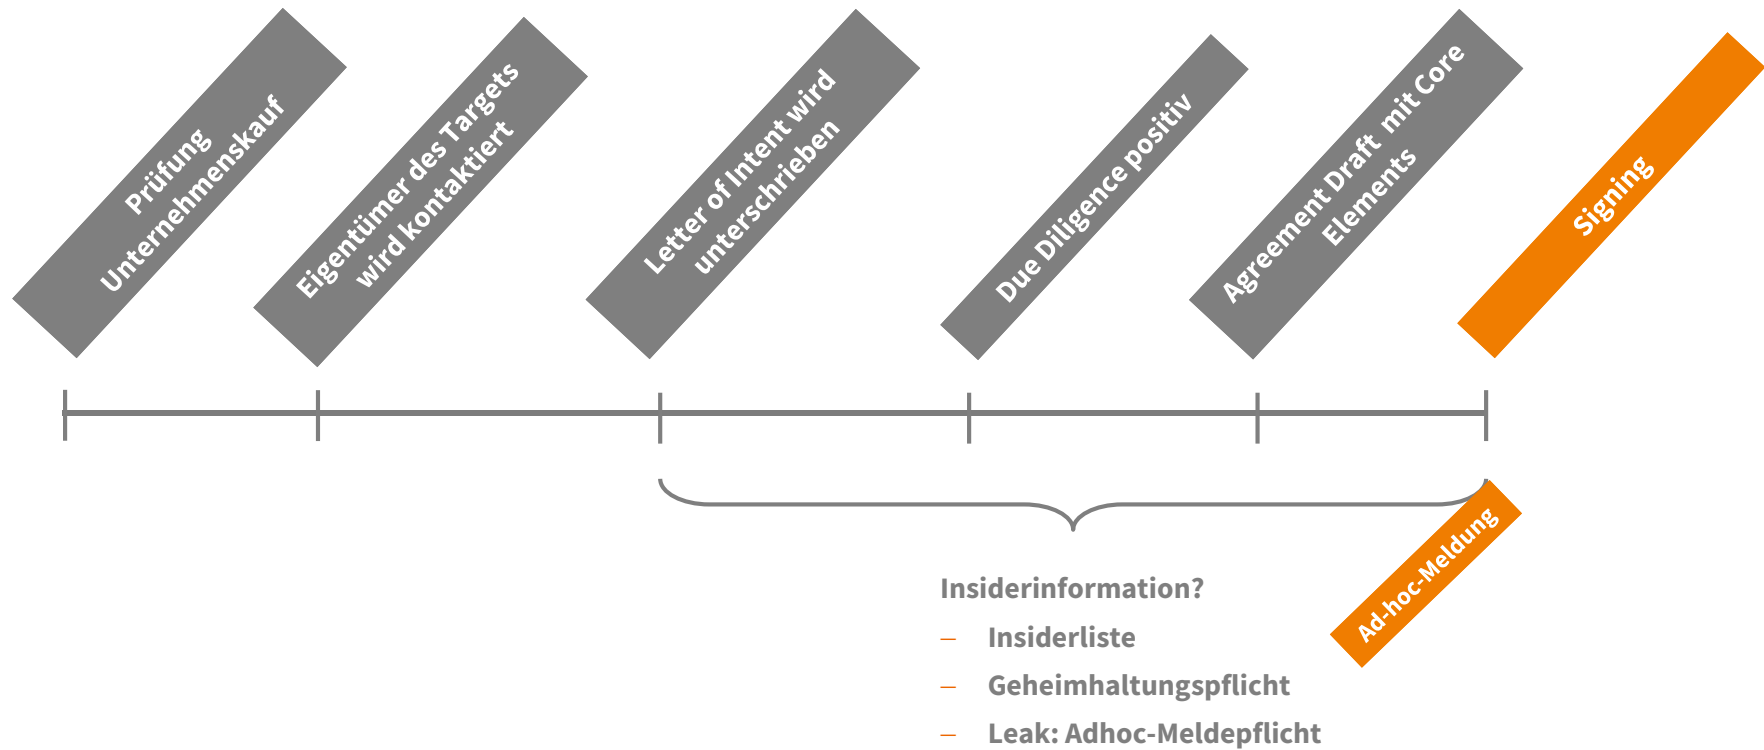 Prüfung
Unternehmenskauf
Eigentümer des Targets
wird kontaktiert
Letter of Intent wird
unterschrieben
Due Diligence positiv
Agreement Draft mit Core
Elements
Signing
Ad-hoc-Meldung
Insiderinformation?
– Insiderliste
– Geheimhaltungspflicht
– Leak: Adhoc-Meldepflicht